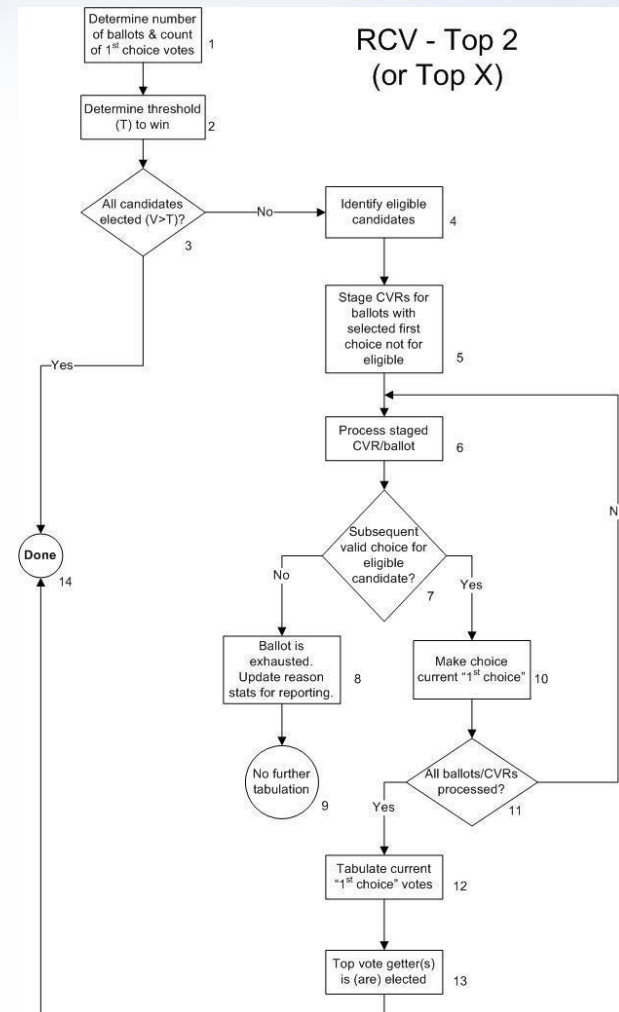 RCV - Top 2
(or Top X)
Determine number
of ballots & count
of 1st choice votes
1
Determine threshold
(T) to win
2
All candidates
elected (V>T)?
3
No
Identify eligible
candidates
4
Stage CVRs for
ballots with
selected first
choice not for
eligible
5
Yes
Process staged
CVR/ballot
6
N
Subsequent
valid choice for
eligible
candidate?
7
Done
14
No
Yes
Ballot is
exhausted.
Update reason
stats for reporting.
8
Make choice
current "1st choice"
10
No further
tabulation
9
All ballots/CVRs
processed?
11
Yes
Tabulate current
"1st choice" votes
12
Top vote getter(s)
is (are) elected
13